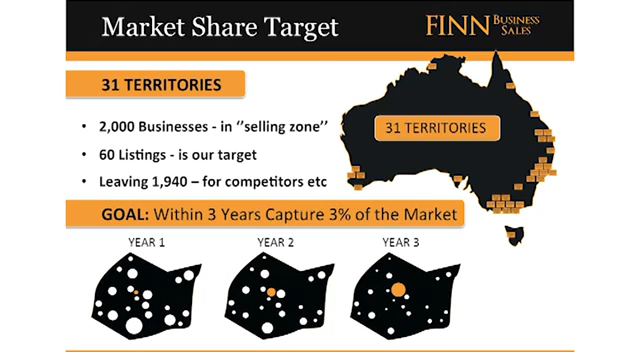 Market Share Target
FINN BUSINESS SALES
31 TERRITORIES
• 2,000 Businesses - in ‘‘selling zone’’
• 60 Listings - is our target
• Leaving 1,940 – for competitors etc
31 TERRITORIES
GOAL: Within 3 Years Capture 3% of the Market
YEAR 1
YEAR 2
YEAR 3